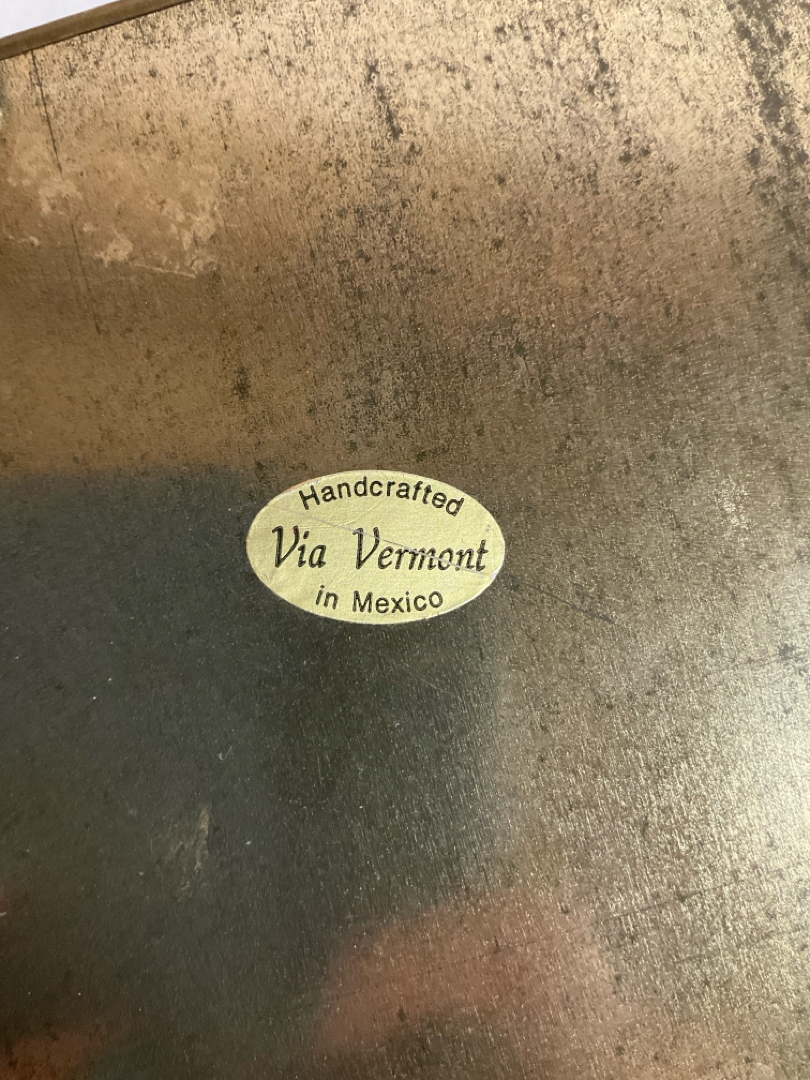 Handcrafted
Via Vermont
in Mexico